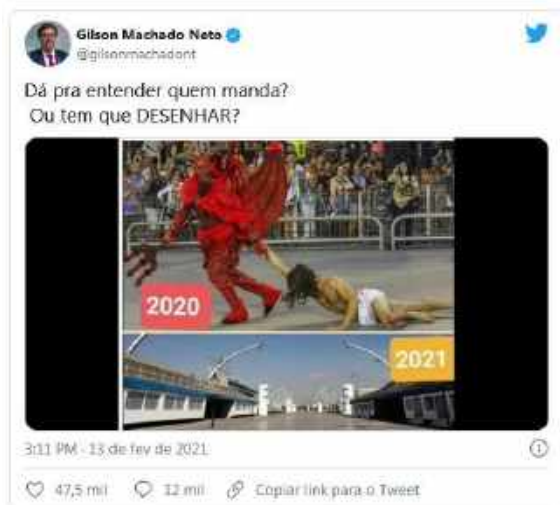 Gilson Machado Neto
@gilsonmachadont
Dá pra entender quem manda?
Ou tem que DESENHAR?
2020
2021
3:11 PM · 13 de fev de 2021
47,5 mil 12 mil Copiar link para o Tweet